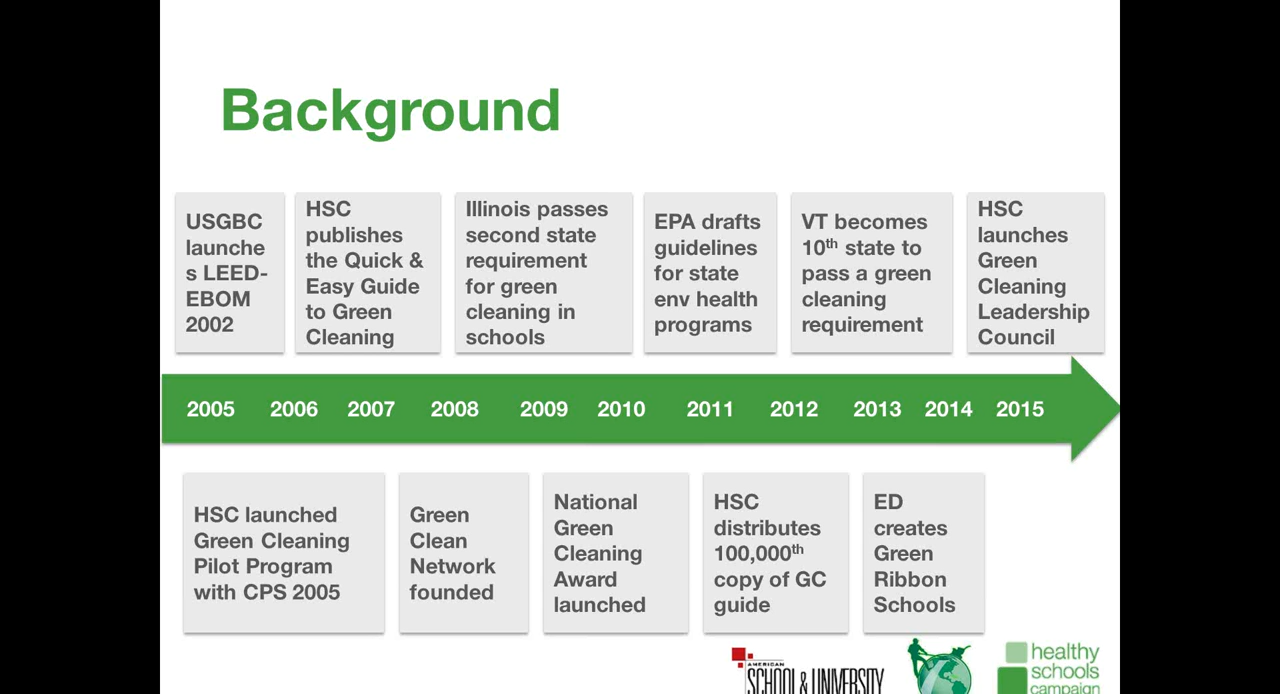 Background
USGBC
launche
s LEED-
EBOM
2002
HSC
publishes
the Quick &
Easy Guide
to Green
Cleaning
Illinois passes
second state
requirement
for green
cleaning in
schools
EPA drafts
guidelines
for state
env health
programs
VT becomes
10th state to
pass a green
cleaning
requirement
HSC
launches
Green
Cleaning
Leadership
Council
2005 2006 2007 2008 2009 2010 2011 2012 2013 2014 2015
HSC launched
Green Cleaning
Pilot Program
with CPS 2005
Green
Clean
Network
founded
National
Green
Cleaning
Award
launched
HSC
distributes
100,000th
copy of GC
guide
ED
creates
Green
Ribbon
Schools
AMERICAN
SCHOOL & UNIVERSITY
healthy
schools
campaign